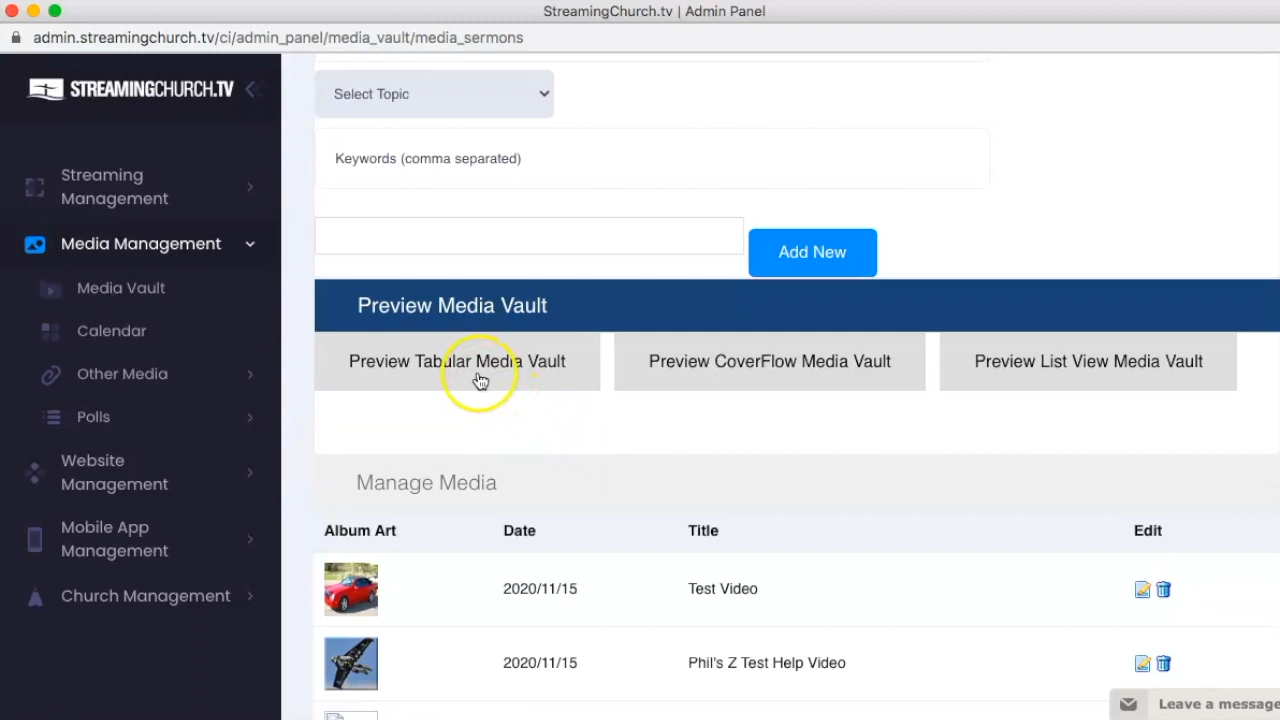 StreamingChurch.tv | Admin Panel
admin.streamingchurch.tv/ci/admin_panel/media_vault/media_sermons
STREAMINGCHURCH.TV
Streaming
Management
Media Management
Media Vault
Calendar
Other Media
Polls
Website
Management
Mobile App
Management
Church Management
Select Topic
Keywords (comma separated)
Add New
Preview Media Vault
Preview Tabular Media Vault
Preview CoverFlow Media Vault
Preview List View Media Vault
Manage Media
Album Art Date Title Edit
2020/11/15 Test Video
2020/11/15 Phil's Z Test Help Video
Leave a message